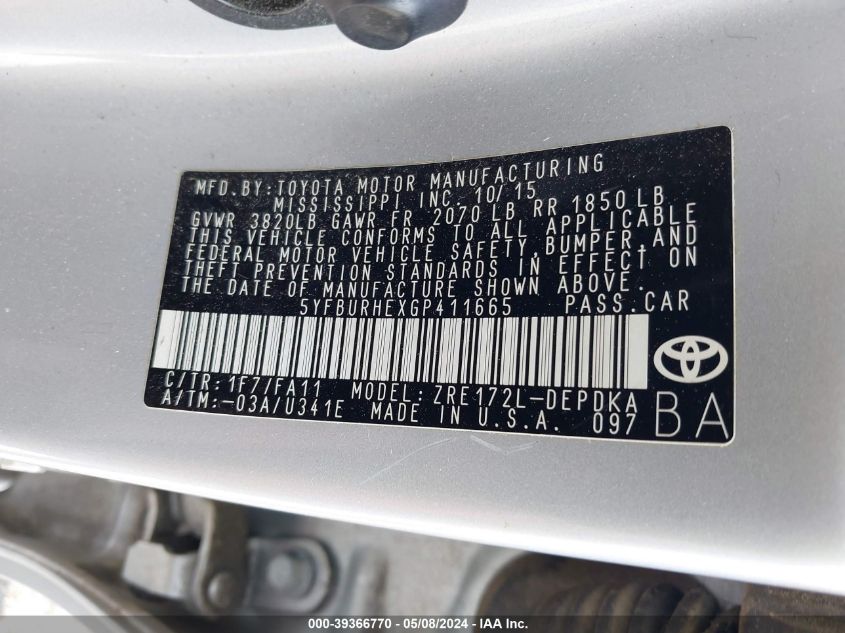 MFD. BY: TOYOTA MOTOR MANUFACTURING
MISSISSIPPI INC. 10/15
GVWR 3820LB GAWR FR 2070 LB RR 1850 LB
THIS VEHICLE CONFORMS TO ALL APPLICABLE
FEDERAL MOTOR VEHICLE SAFETY, BUMPER, AND
THEFT PREVENTION STANDARDS IN EFFECT ON
THE DATE OF MANUFACTURE SHOWN ABOVE.
5YFBURHEXGP411665 PASS. CAR
C/TR: 1F7/FA11 MODEL: ZRE172L-DEPDKA
A/TM: -03A/U341E MADE IN U.S.A. 097 BA
000-39366770 - 05/08/2024 - IAA Inc.